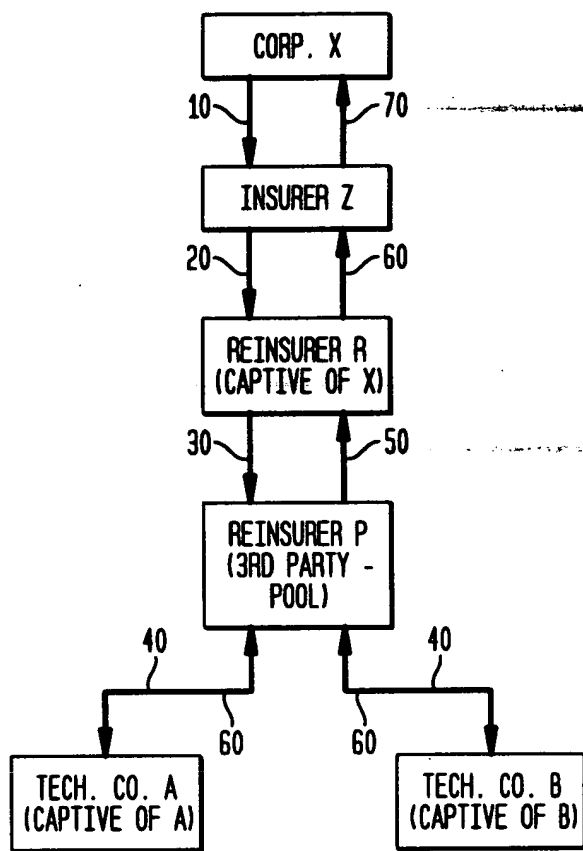 CORP. X
10
70
INSURER Z
20
60
REINSURER R
(CAPTIVE OF X)
30
50
REINSURER P
(3RD PARTY -
POOL)
40
40
60
60
TECH. CO. A
(CAPTIVE OF A)
TECH. CO. B
(CAPTIVE OF B)